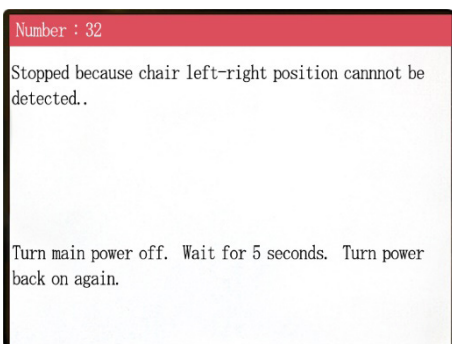 Number : 32
Stopped because chair left-right position cannnot be
detected..
Turn main power off. Wait for 5 seconds. Turn power
back on again.